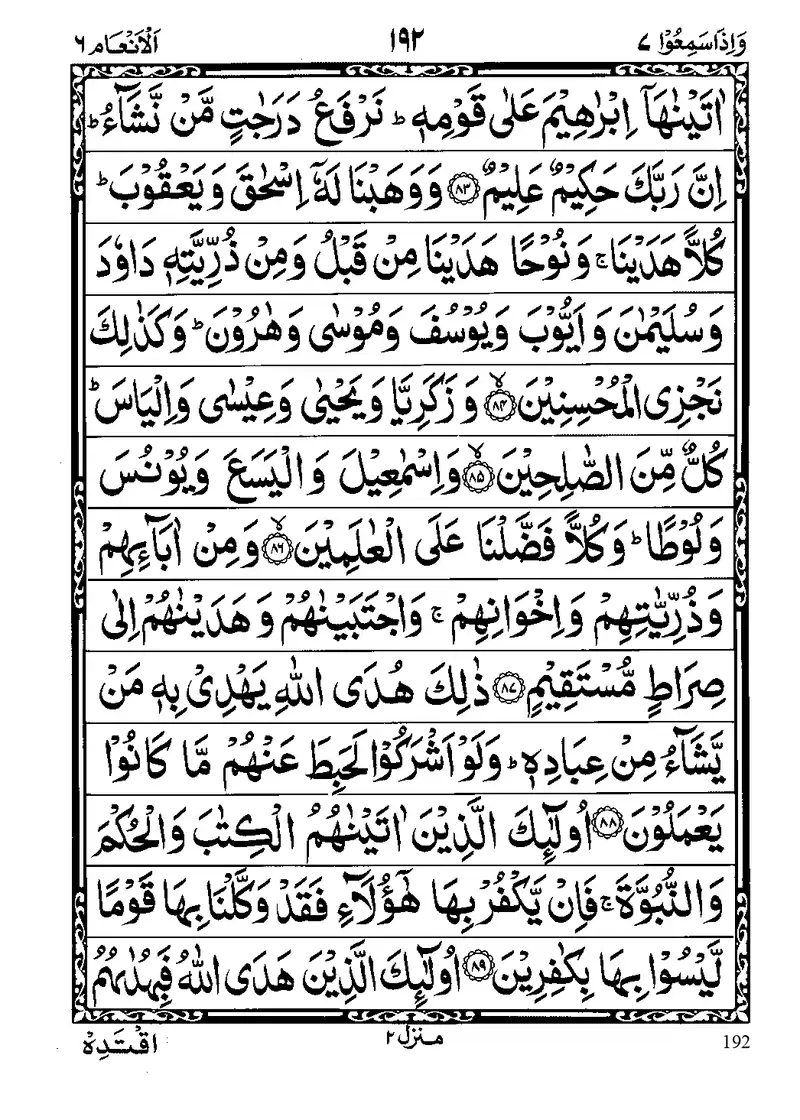 وَاِذَاسَمِعُوْا ٧ ١٩٢ اَلْاَنْعَام ٦
اٰتَيْنٰهَاۤ اِبْرٰهِيْمَ عَلٰى قَوْمِهٖؕ نَرْفَعُ دَرَجٰتٍ مَّنْ نَّشَآءُؕ
اِنَّ رَبَّكَ حَكِيْمٌ عَلِيْمٌ ﴿٨٣﴾ وَوَهَبْنَا لَهٗۤ اِسْحٰقَ وَيَعْقُوْبَؕ
كُلًّا هَدَيْنَاۚ وَنُوْحًا هَدَيْنَا مِنْ قَبْلُ وَمِنْ ذُرِّيَّتِهٖ دَاوٗدَ
وَسُلَيْمٰنَ وَاَيُّوْبَ وَيُوْسُفَ وَمُوْسٰى وَهٰرُوْنَؕ وَكَذٰلِكَ
نَجْزِى الْمُحْسِنِيْنَۙ ﴿٨٤﴾ وَزَكَرِيَّا وَيَحْيٰى وَعِيْسٰى وَاِلْيَاسَؕ
كُلٌّ مِّنَ الصّٰلِحِيْنَۙ ﴿٨٥﴾ وَاِسْمٰعِيْلَ وَالْيَسَعَ وَيُوْنُسَ
وَلُوْطًاؕ وَكُلًّا فَضَّلْنَا عَلَى الْعٰلَمِيْنَۙ ﴿٨٦﴾ وَمِنْ اٰبَآئِهِمْ
وَذُرِّيّٰتِهِمْ وَاِخْوَانِهِمْۚ وَاجْتَبَيْنٰهُمْ وَهَدَيْنٰهُمْ اِلٰى
صِرَاطٍ مُّسْتَقِيْمٍ ﴿٨٧﴾ ذٰلِكَ هُدَى اللّٰهِ يَهْدِىْ بِهٖ مَنْ
يَّشَآءُ مِنْ عِبَادِهٖؕ وَلَوْ اَشْرَكُوْا لَحَبِطَ عَنْهُمْ مَّا كَانُوْا
يَعْمَلُوْنَ ﴿٨٨﴾ اُولٰٓئِكَ الَّذِيْنَ اٰتَيْنٰهُمُ الْكِتٰبَ وَالْحُكْمَ
وَالنُّبُوَّةَۚ فَاِنْ يَّكْفُرْ بِهَا هٰٓؤُلَآءِ فَقَدْ وَكَّلْنَا بِهَا قَوْمًا
لَّيْسُوْا بِهَا بِكٰفِرِيْنَ ﴿٨٩﴾ اُولٰٓئِكَ الَّذِيْنَ هَدَى اللّٰهُ فَبِهُدٰىهُمُ
192 منزل ٢ اقْتَدِهْ